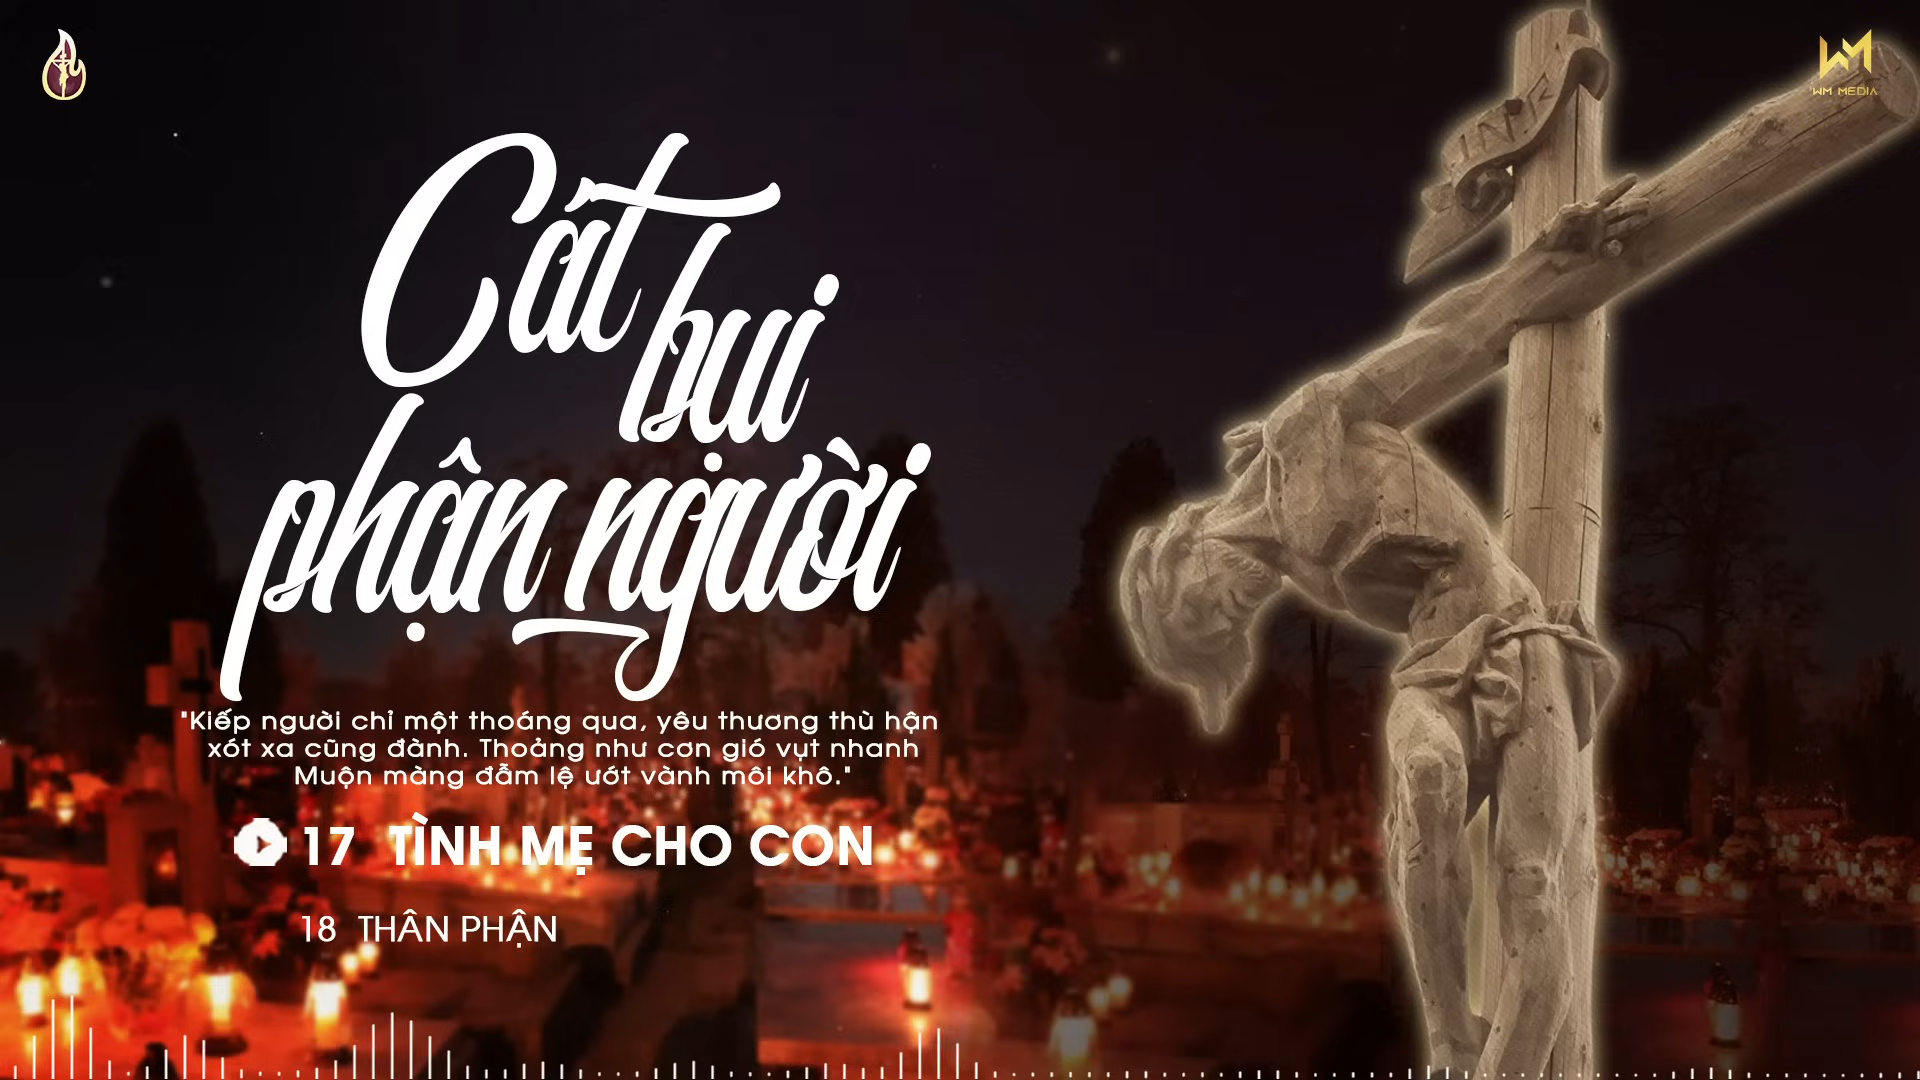 WM MEDIA
Cát
bụi
phận người
"Kiếp người chỉ một thoáng qua, yêu thương thù hận
xót xa cũng đành. Thoảng như cơn gió vụt nhanh
Muộn màng đẫm lệ ướt vành môi khô."
17 TÌNH MẸ CHO CON
18 THÂN PHẬN